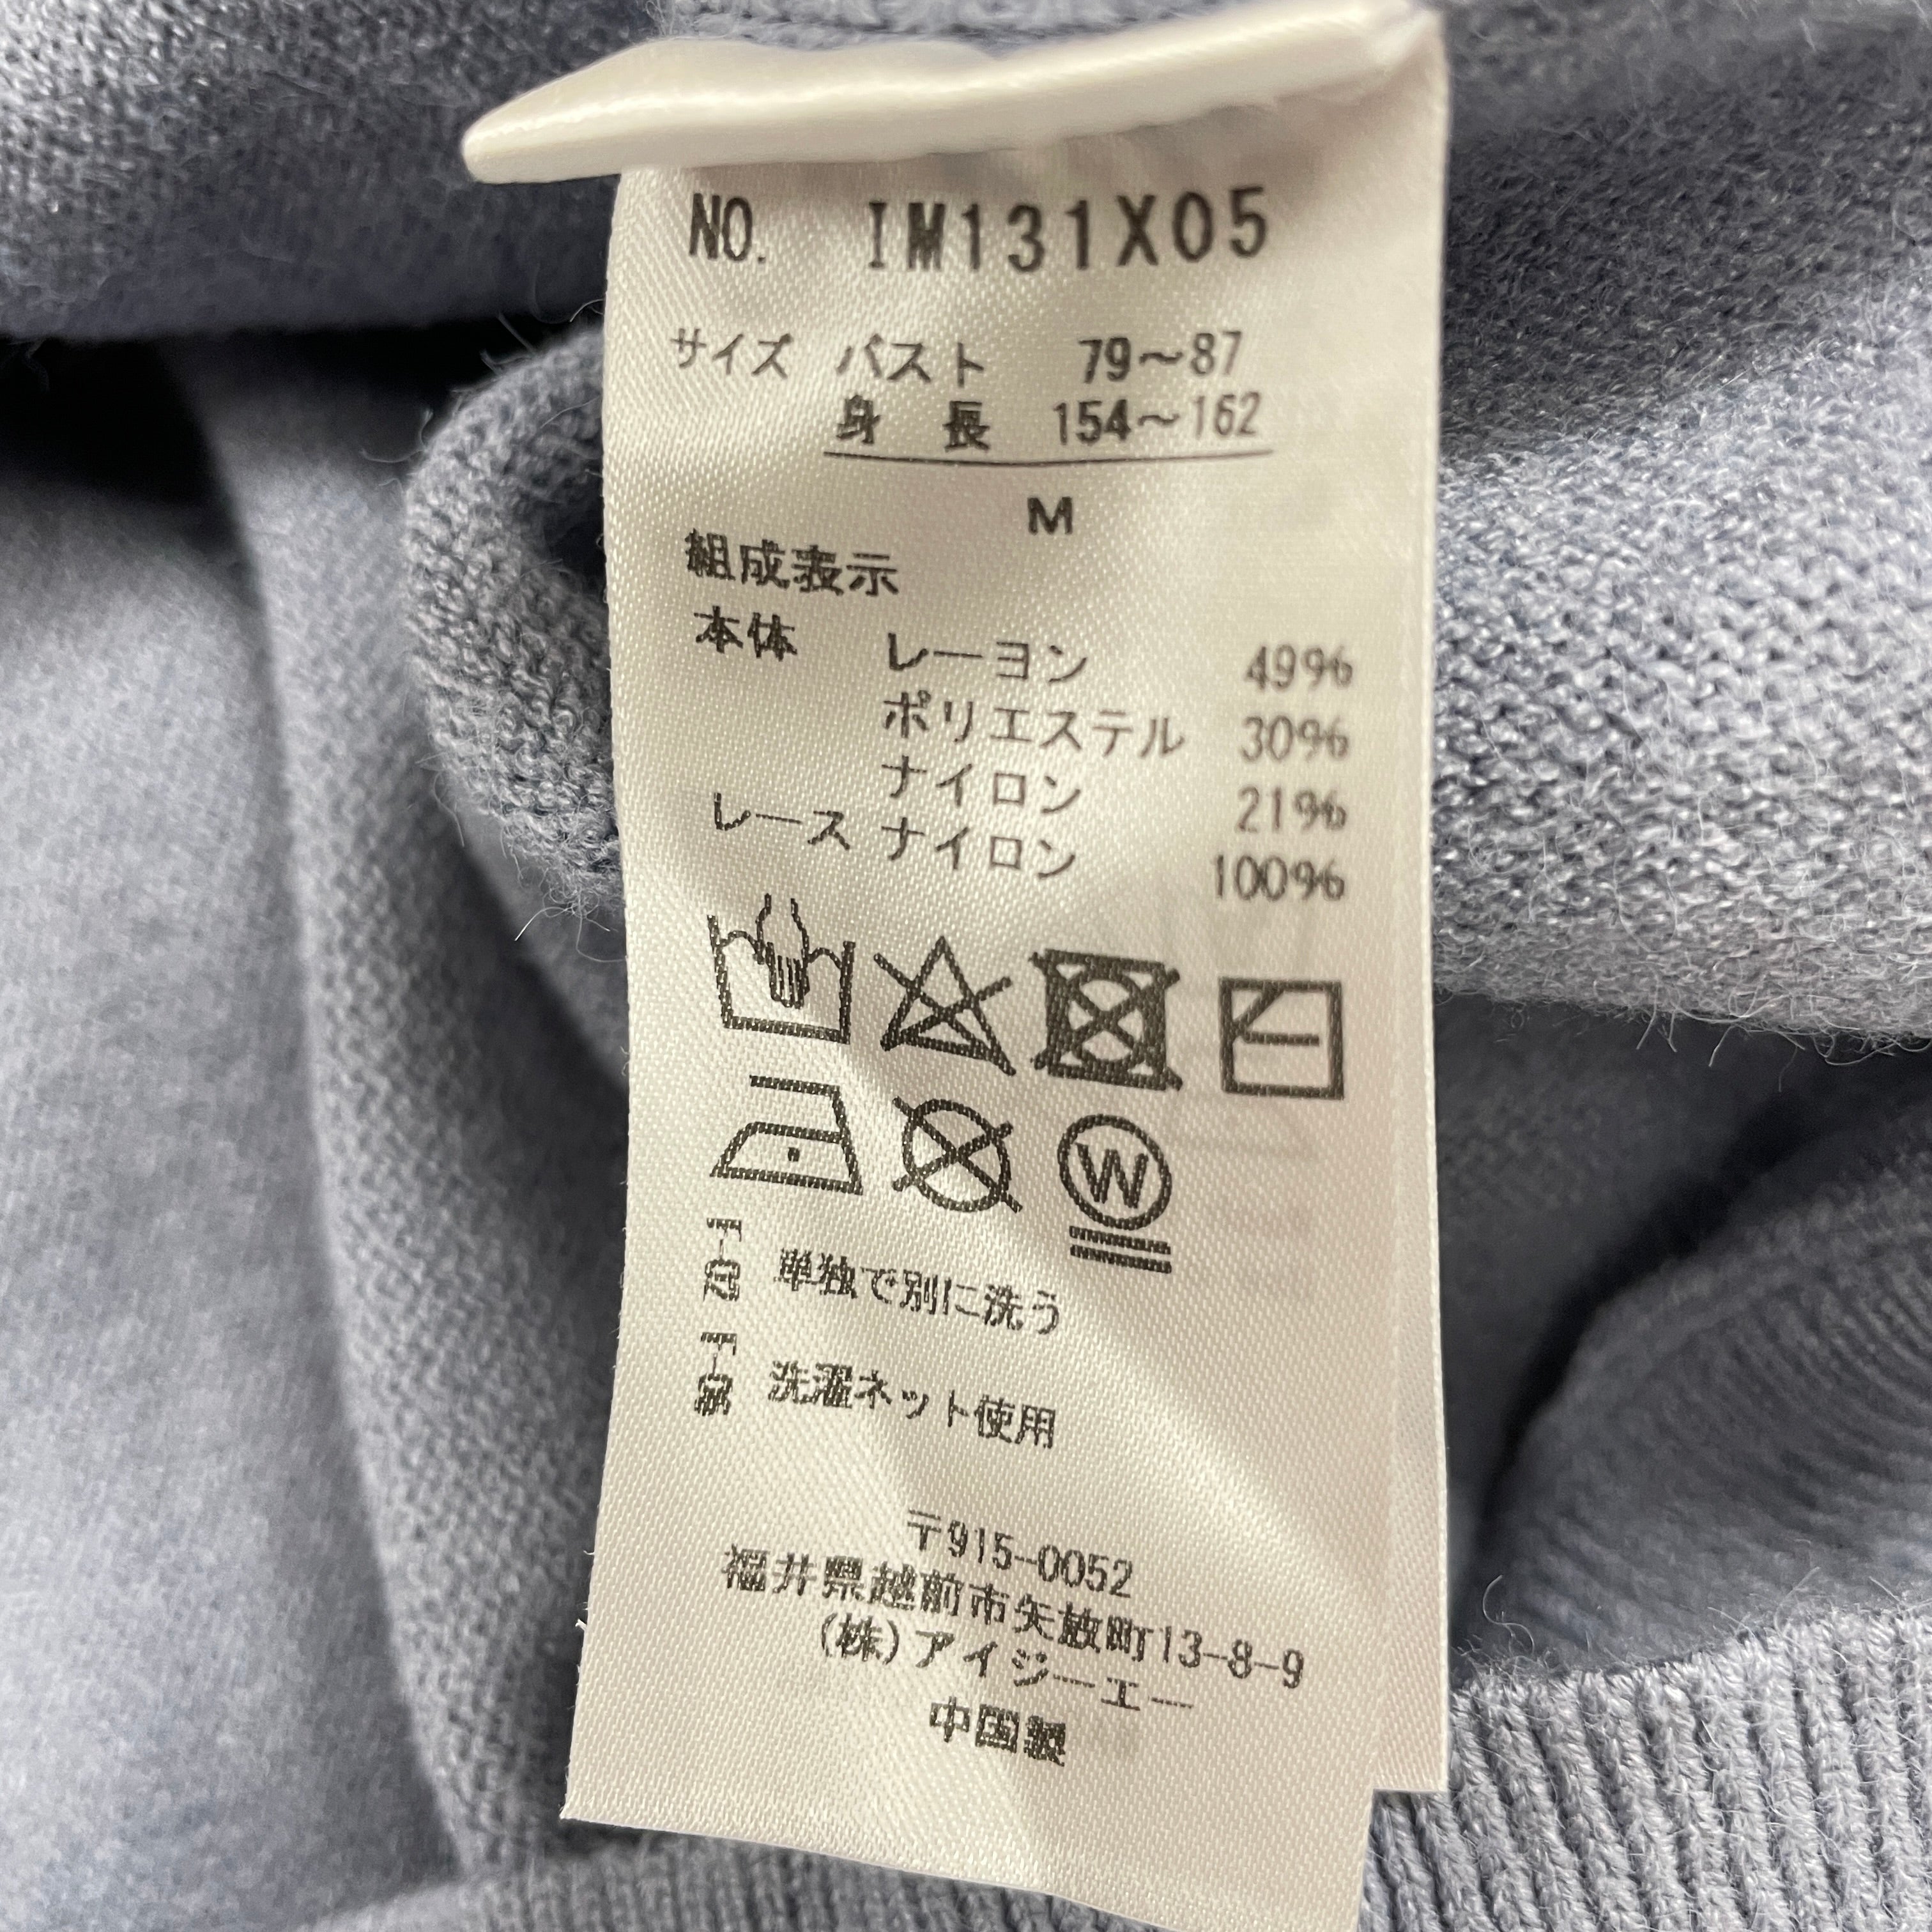 NO. IM131X05
サイズ バスト 79〜87
身長 154〜162
M
組成表示
本体 レーヨン 49%
ポリエステル 30%
ナイロン 21%
レース ナイロン 100%
W
単独で別に洗う
洗濯ネット使用
〒915-0052
福井県越前市矢放町13-8-9
(株)アイジーエー
中国製